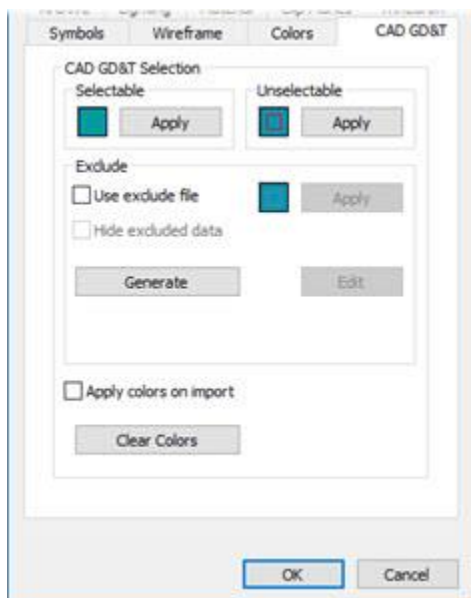 Symbols Wireframe Colors CAD GD&T
CAD GD&T Selection
Selectable Unselectable
Apply Apply
Exclude
Use exclude file Apply
Hide excluded data
Generate Edit
Apply colors on import
Clear Colors
OK Cancel